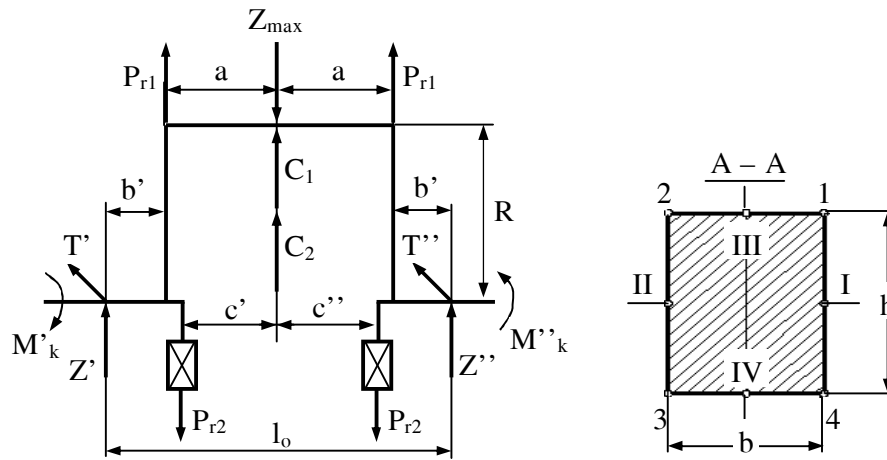 Z_max
P_r1 a a P_r1
C_1
b' b' R
C_2
T' T''
c' c''
M'_k M''_k
Z' Z''
P_r2 P_r2
l_o
A – A
2 1
III
II I
h
IV
3 4
b